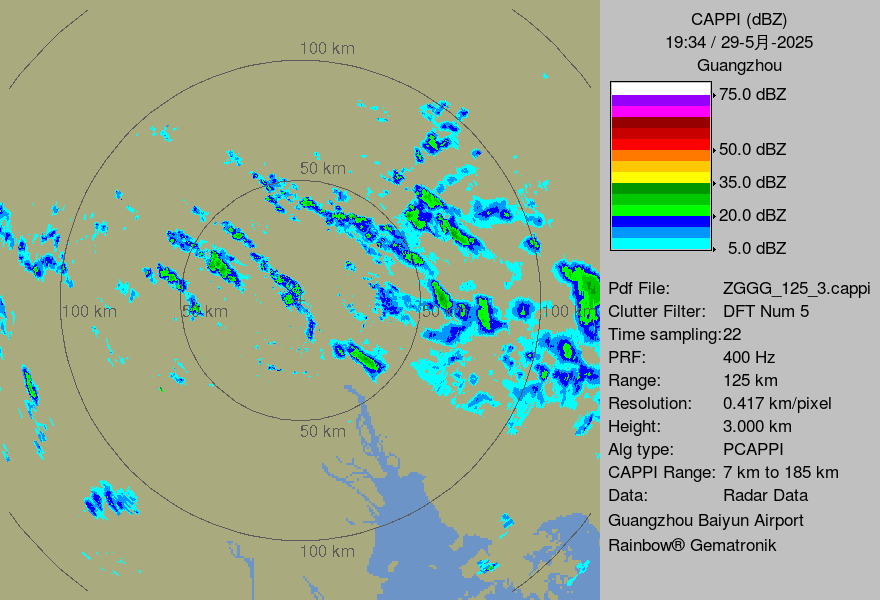 100 km
50 km
100 km
50 km
50 km
100 km
50 km
100 km
CAPPI (dBZ)
19:34 / 29-5月-2025
Guangzhou
75.0 dBZ
50.0 dBZ
35.0 dBZ
20.0 dBZ
5.0 dBZ
Pdf File: ZGGG_125_3.cappi
Clutter Filter: DFT Num 5
Time sampling:22
PRF: 400 Hz
Range: 125 km
Resolution: 0.417 km/pixel
Height: 3.000 km
Alg type: PCAPPI
CAPPI Range: 7 km to 185 km
Data: Radar Data
Guangzhou Baiyun Airport
Rainbow® Gematronik